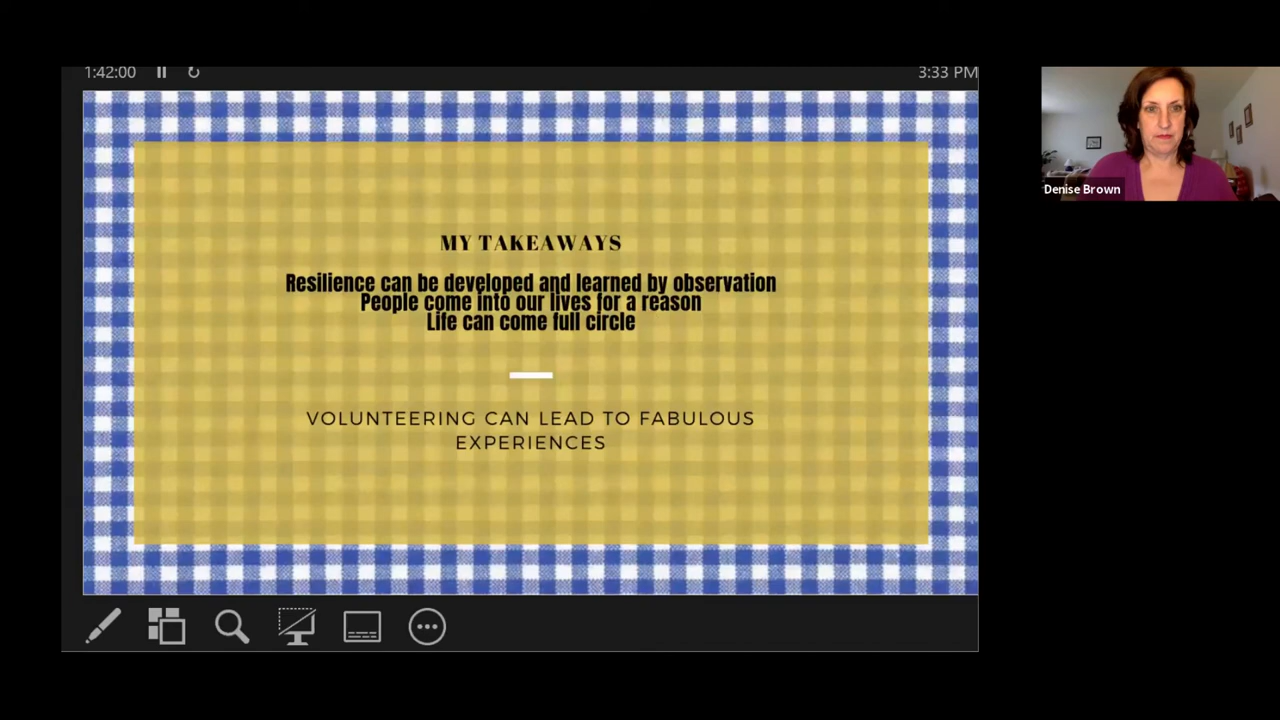 1:42:00
3:33 PM
MY TAKEAWAYS
Resilience can be developed and learned by observation
People come into our lives for a reason
Life can come full circle
VOLUNTEERING CAN LEAD TO FABULOUS
EXPERIENCES
Denise Brown